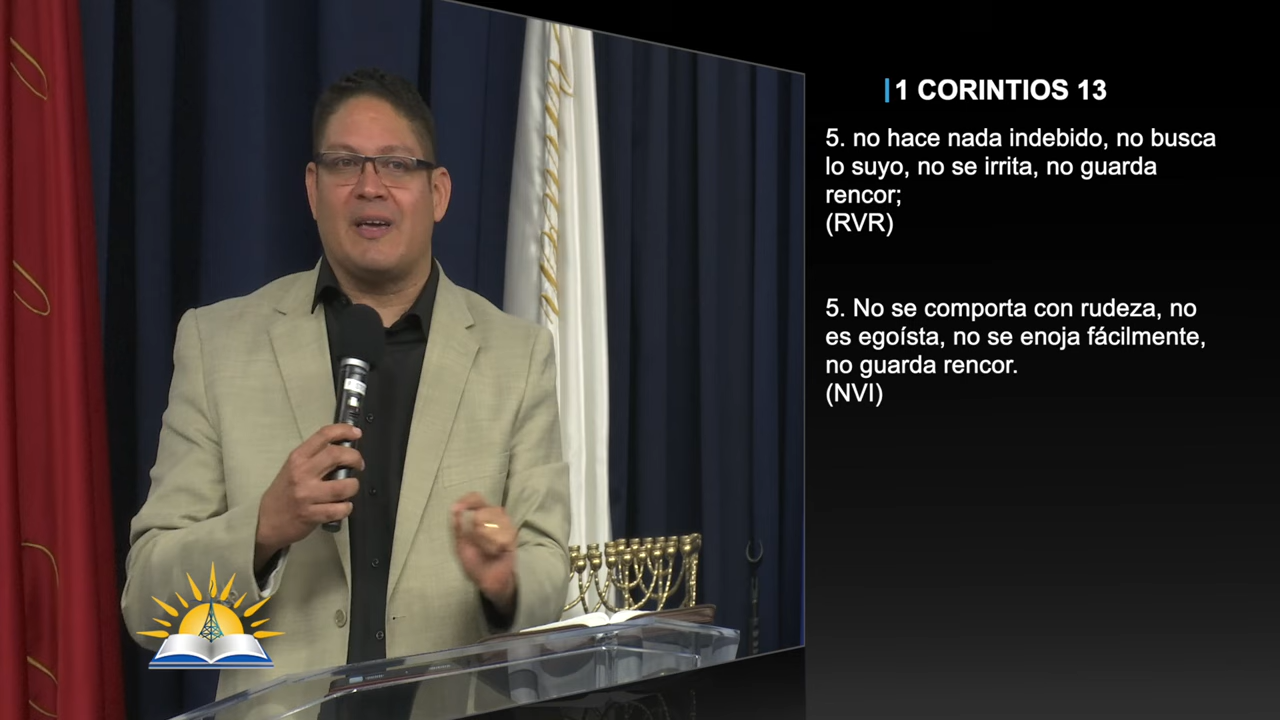 1 CORINTIOS 13
5. no hace nada indebido, no busca
lo suyo, no se irrita, no guarda
rencor;
(RVR)
5. No se comporta con rudeza, no
es egoísta, no se enoja fácilmente,
no guarda rencor.
(NVI)